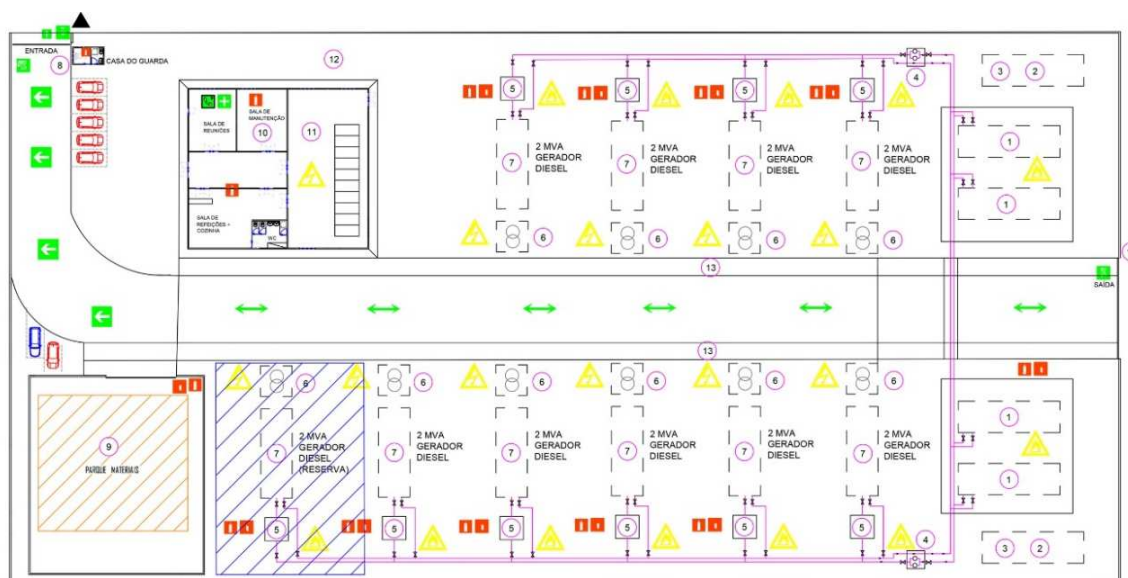 ENTRADA
8
CASA DO GUARDA
12
4
3 2
5
5
5
5
SALA DE
REUNIÕES
SALA DE
MANUTENÇÃO
10
11
1
1
7
2 MVA
GERADOR
DIESEL
7
2 MVA
GERADOR
DIESEL
7
2 MVA
GERADOR
DIESEL
7
2 MVA
GERADOR
DIESEL
SALA DE
REFEIÇÕES +
COZINHA
WC
6
6
6
6
13
SAÍDA
13
6
6
6
6
6
6
9
PARQUE MATERIAIS
7
2 MVA
GERADOR
DIESEL
(RESERVA)
7
2 MVA
GERADOR
DIESEL
7
2 MVA
GERADOR
DIESEL
7
2 MVA
GERADOR
DIESEL
7
2 MVA
GERADOR
DIESEL
7
2 MVA
GERADOR
DIESEL
1
1
5
5
5
5
5
5
4
3 2